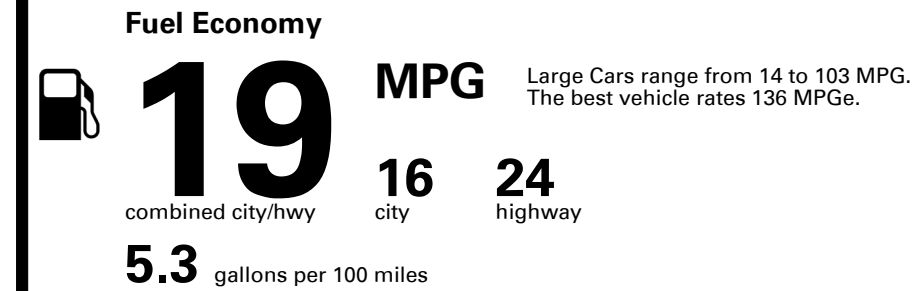 Fuel Economy
19 MPG
Large Cars range from 14 to 103 MPG.
The best vehicle rates 136 MPGe.
16 24
combined city/hwy city highway
5.3 gallons per 100 miles